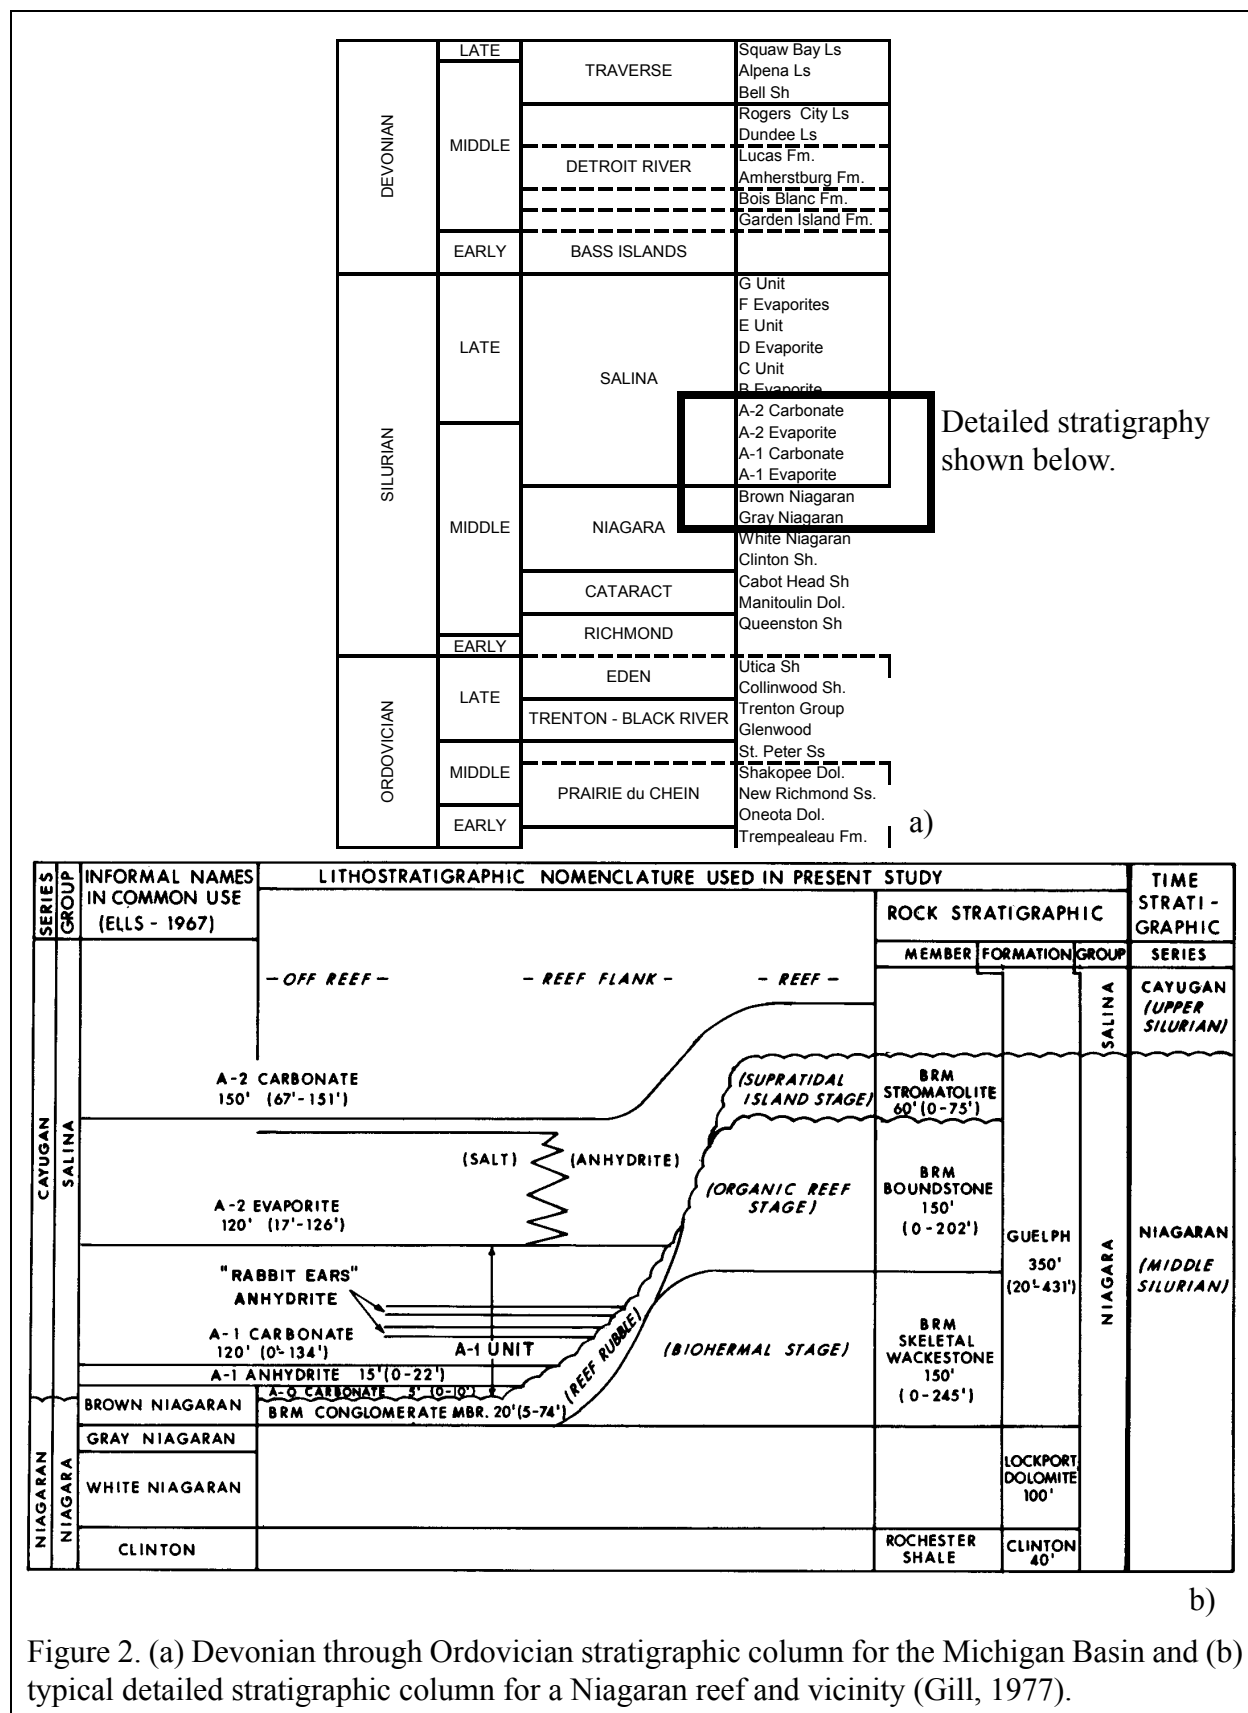 LATE
TRAVERSE
Squaw Bay Ls
Alpena Ls
Bell Sh
DEVONIAN
MIDDLE
Rogers City Ls
Dundee Ls
DETROIT RIVER
Lucas Fm.
Amherstburg Fm.
Bois Blanc Fm.
Garden Island Fm.
EARLY
BASS ISLANDS
SILURIAN
LATE
SALINA
G Unit
F Evaporites
E Unit
D Evaporite
C Unit
B Evaporite
A-2 Carbonate
A-2 Evaporite
A-1 Carbonate
A-1 Evaporite
Detailed stratigraphy
shown below.
MIDDLE
NIAGARA
Brown Niagaran
Gray Niagaran
White Niagaran
Clinton Sh.
CATARACT
Cabot Head Sh
Manitoulin Dol.
RICHMOND
Queenston Sh
EARLY
ORDOVICIAN
LATE
EDEN
Utica Sh
Collinwood Sh.
TRENTON - BLACK RIVER
Trenton Group
Glenwood
MIDDLE
St. Peter Ss
PRAIRIE du CHEIN
Shakopee Dol.
New Richmond Ss.
EARLY
Oneota Dol.
Trempealeau Fm.
a)
SERIES
GROUP
INFORMAL NAMES
IN COMMON USE
(ELLS - 1967)
LITHOSTRATIGRAPHIC NOMENCLATURE USED IN PRESENT STUDY
ROCK STRATIGRAPHIC
MEMBER
FORMATION
GROUP
TIME
STRATI -
GRAPHIC
SERIES
- OFF REEF -
- REEF FLANK -
- REEF -
SALINA
CAYUGAN
(UPPER
SILURIAN)
CAYUGAN
SALINA
A-2 CARBONATE
150' (67'-151')
(SUPRATIDAL
ISLAND STAGE)
BRM
STROMATOLITE
60' (0-75')
(SALT)
(ANHYDRITE)
A-2 EVAPORITE
120' (17'-126')
(ORGANIC REEF
STAGE)
BRM
BOUNDSTONE
150'
(0-202')
GUELPH
350'
(20'-431')
NIAGARA
NIAGARAN
(MIDDLE
SILURIAN)
"RABBIT EARS"
ANHYDRITE
A-1 CARBONATE
120' (0'-134')
A-1 UNIT
(REEF RUBBLE)
(BIOHERMAL STAGE)
BRM
SKELETAL
WACKESTONE
150'
(0-245')
A-1 ANHYDRITE 15' (0-22')
A-0 CARBONATE 5' (0-10')
BROWN NIAGARAN
BRM CONGLOMERATE MBR. 20' (5-74')
NIAGARAN
NIAGARA
GRAY NIAGARAN
WHITE NIAGARAN
LOCKPORT
DOLOMITE
100'
CLINTON
ROCHESTER
SHALE
CLINTON
40'
b)
Figure 2. (a) Devonian through Ordovician stratigraphic column for the Michigan Basin and (b)
typical detailed stratigraphic column for a Niagaran reef and vicinity (Gill, 1977).